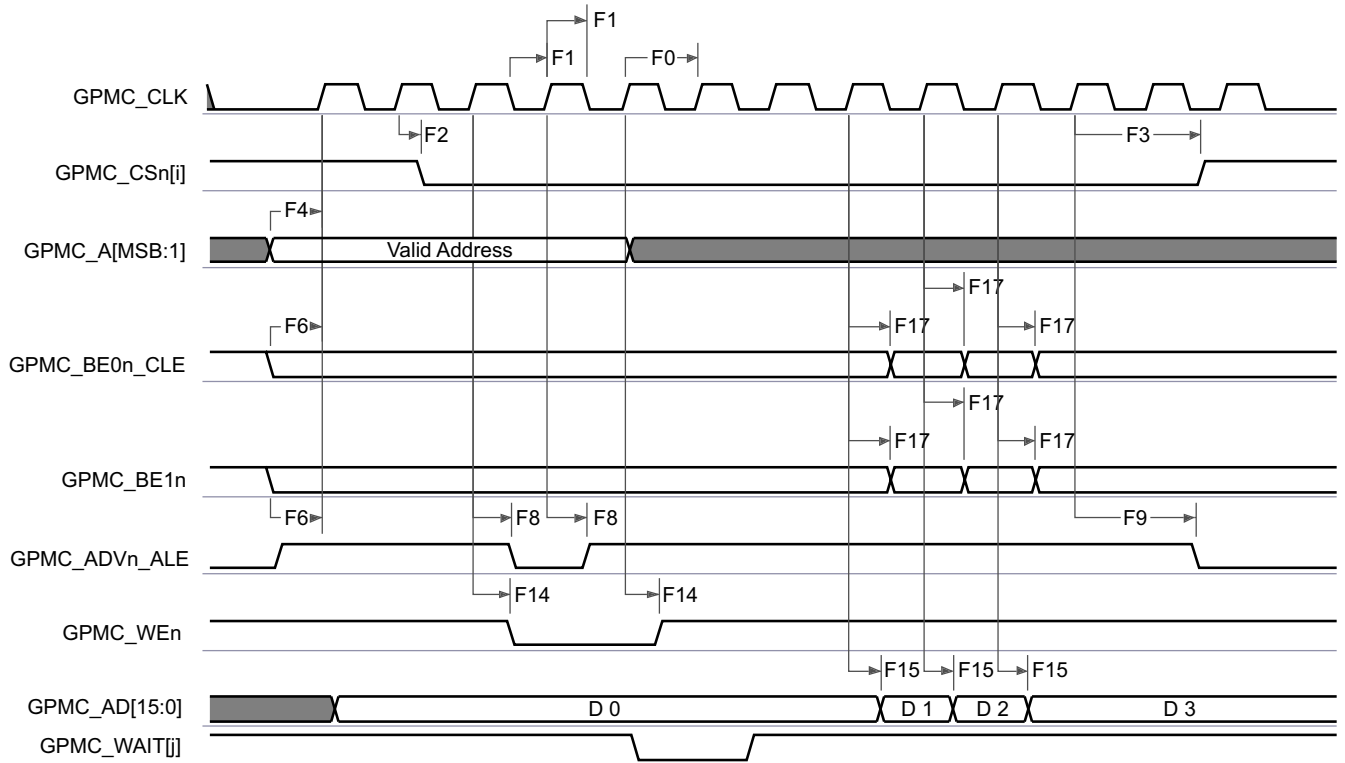 F1
F1 F0
GPMC_CLK
F2 F3
GPMC_CSn[i]
F4
GPMC_A[MSB:1] Valid Address
F17
F6 F17 F17
GPMC_BE0n_CLE
F17
F17 F17
GPMC_BE1n
F6 F8 F8 F9
GPMC_ADVn_ALE
F14 F14
GPMC_WEn
F15 F15 F15
GPMC_AD[15:0] D 0 D 1 D 2 D 3
GPMC_WAIT[j]